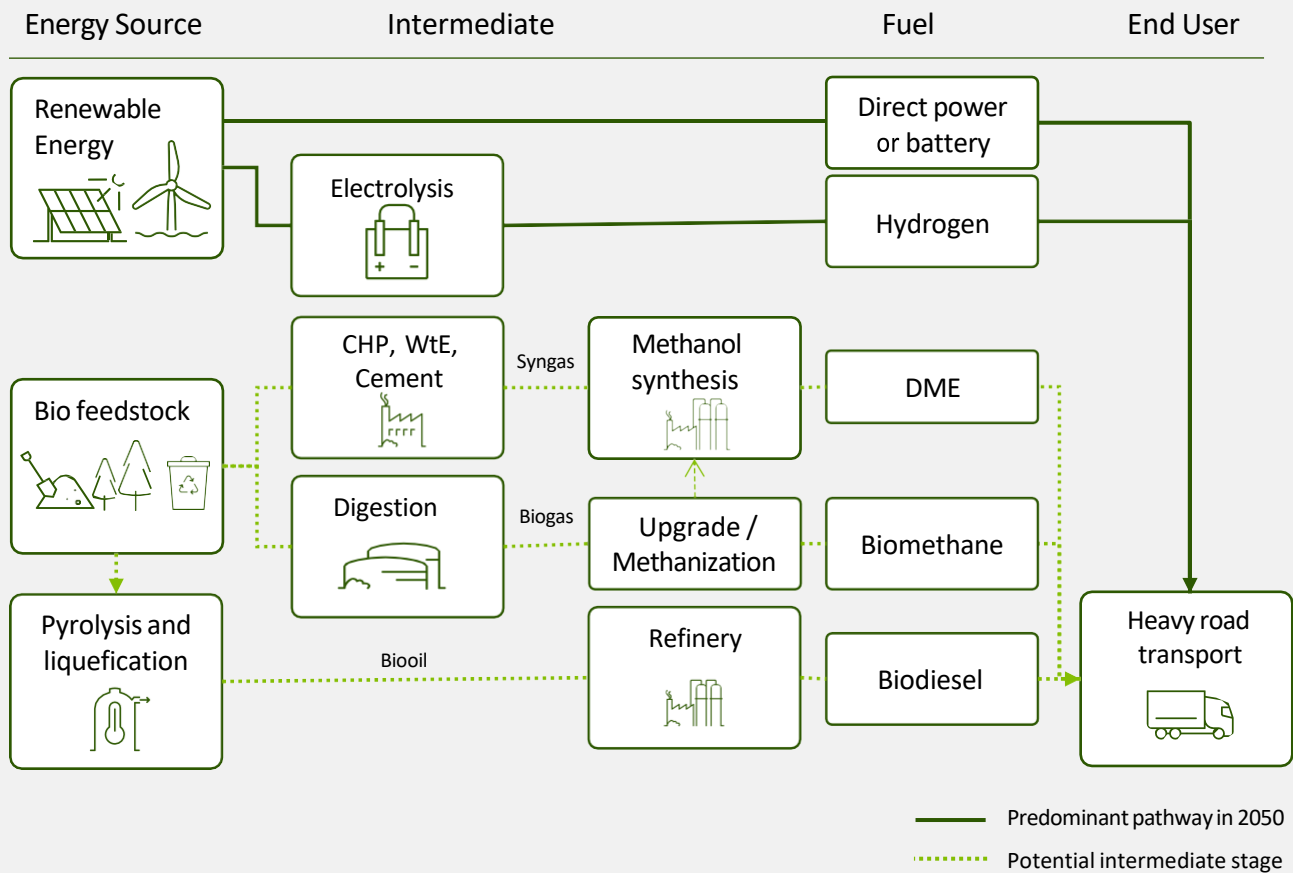 Energy Source
Intermediate
Fuel
End User
Renewable
Energy
Direct power
or battery
Electrolysis
+ −
Hydrogen
CHP, WtE,
Cement
Syngas
Methanol
synthesis
DME
Bio feedstock
Digestion
Biogas
Upgrade /
Methanization
Biomethane
Pyrolysis and
liquefication
Biooil
Refinery
Biodiesel
Heavy road
transport
Predominant pathway in 2050
Potential intermediate stage